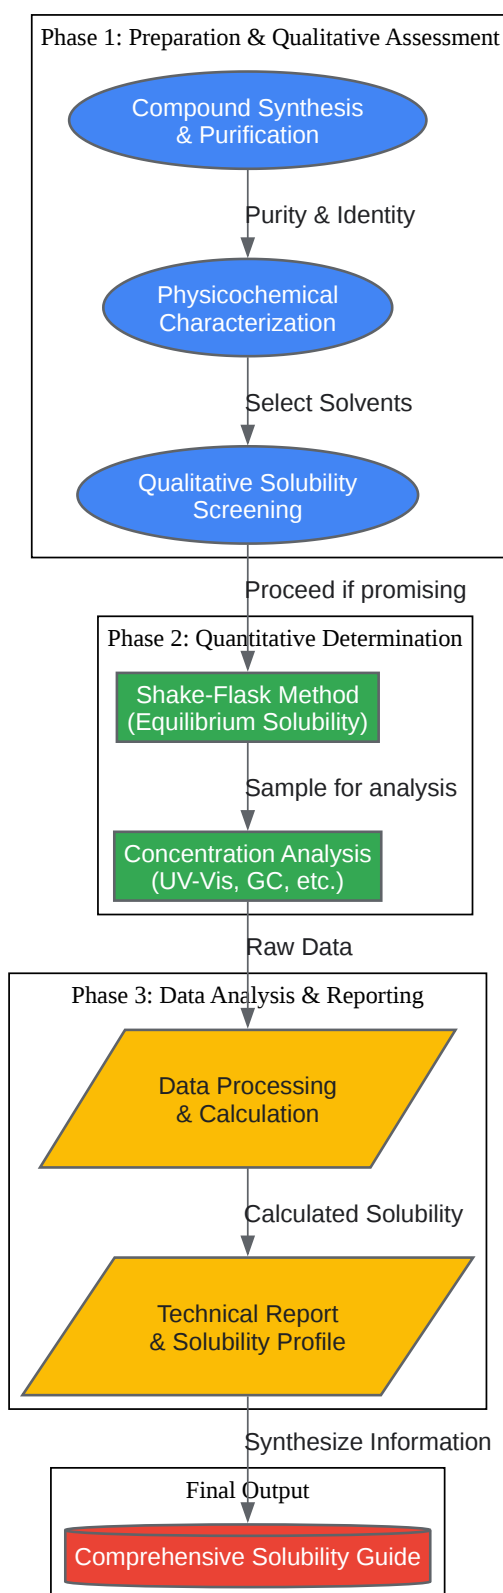 Phase 1: Preparation & Qualitative Assessment
Compound Synthesis
& Purification
Purity & Identity
Physicochemical
Characterization
Select Solvents
Qualitative Solubility
Screening
Proceed if promising
Phase 2: Quantitative Determination
Shake-Flask Method
(Equilibrium Solubility)
Sample for analysis
Concentration Analysis
(UV-Vis, GC, etc.)
Raw Data
Phase 3: Data Analysis & Reporting
Data Processing
& Calculation
Calculated Solubility
Technical Report
& Solubility Profile
Synthesize Information
Final Output
Comprehensive Solubility Guide